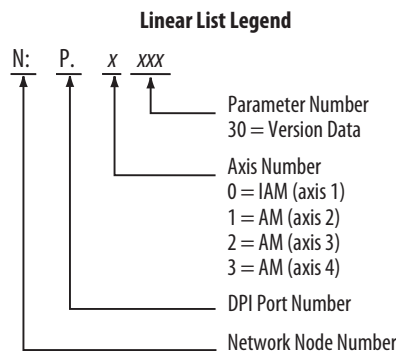 Linear List Legend
N: P. x xxx
Parameter Number
30 = Version Data
Axis Number
0 = IAM (axis 1)
1 = AM (axis 2)
2 = AM (axis 3)
3 = AM (axis 4)
DPI Port Number
Network Node Number